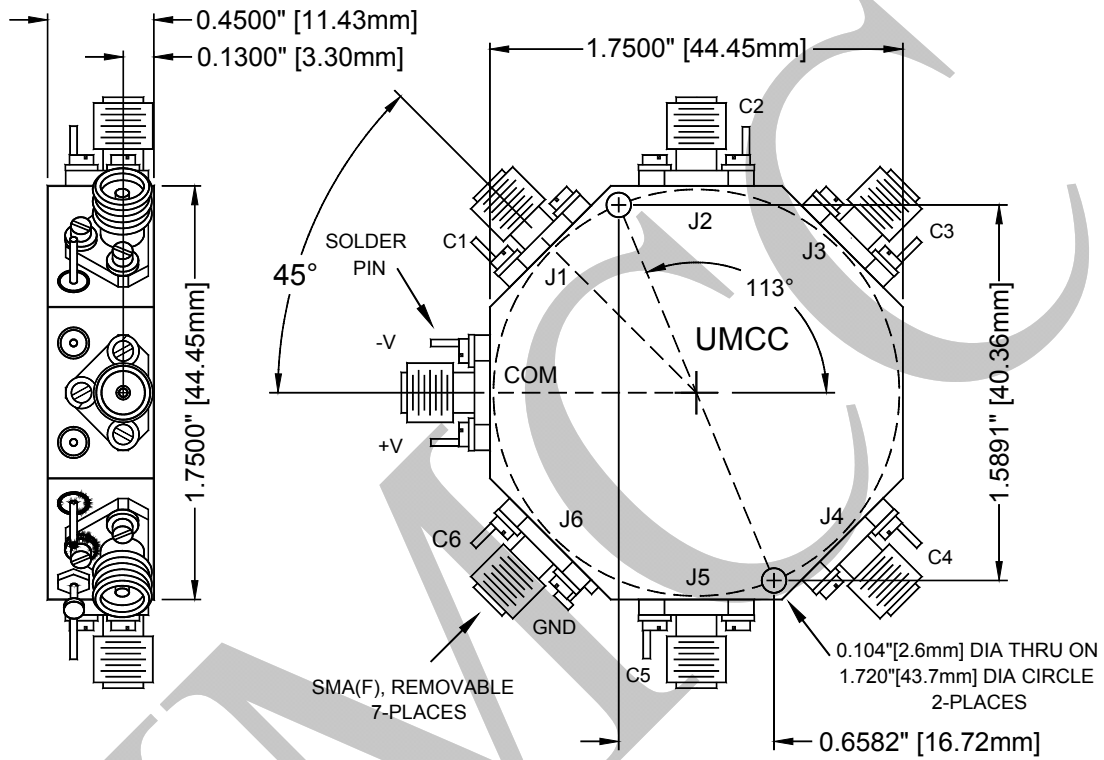 0.4500" [11.43mm]
0.1300" [3.30mm]
1.7500" [44.45mm]
C2
J2
C1
J1
J3
C3
SOLDER
PIN
45°
113°
-V
UMCC
COM
+V
1.7500" [44.45mm]
1.5891" [40.36mm]
J6
J4
C6
J5
C4
GND
C5
SMA(F), REMOVABLE
7-PLACES
0.104"[2.6mm] DIA THRU ON
1.720"[43.7mm] DIA CIRCLE
2-PLACES
0.6582" [16.72mm]
UMCC